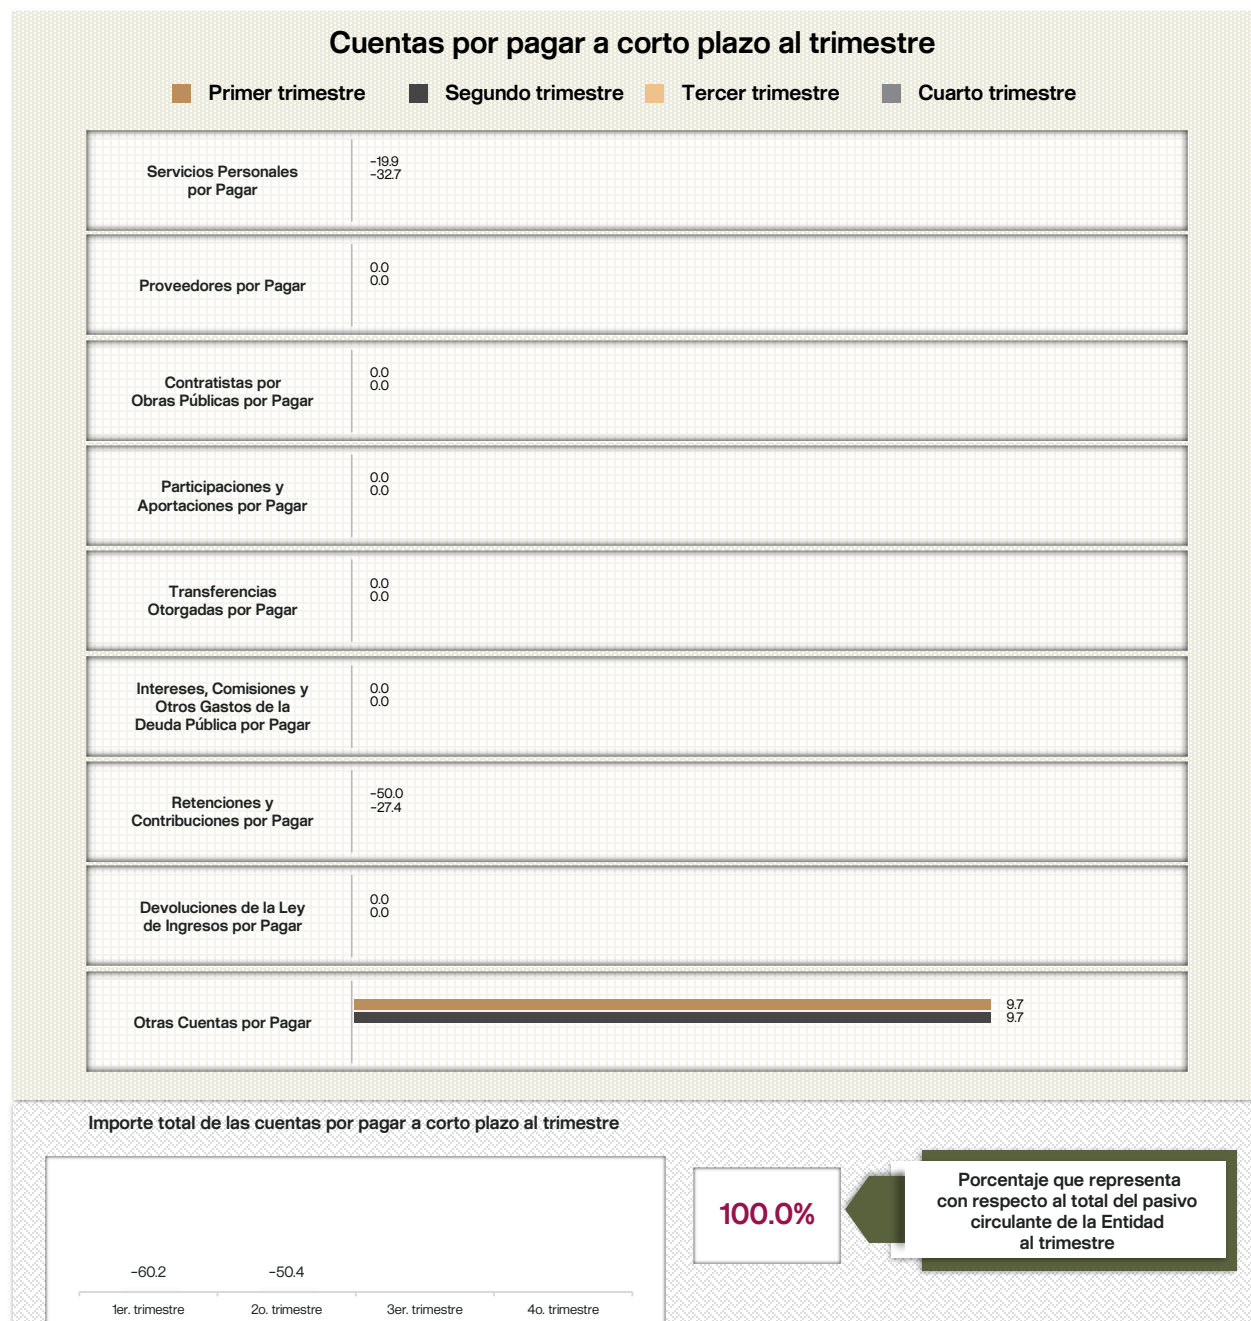 Cuentas por pagar a corto plazo al trimestre
Primer trimestre Segundo trimestre Tercer trimestre Cuarto trimestre
Servicios Personales
por Pagar
-19.9
-32.7
Proveedores por Pagar
0.0
0.0
Contratistas por
Obras Públicas por Pagar
0.0
0.0
Participaciones y
Aportaciones por Pagar
0.0
0.0
Transferencias
Otorgadas por Pagar
0.0
0.0
Intereses, Comisiones y
Otros Gastos de la
Deuda Pública por Pagar
0.0
0.0
Retenciones y
Contribuciones por Pagar
-50.0
-27.4
Devoluciones de la Ley
de Ingresos por Pagar
0.0
0.0
Otras Cuentas por Pagar
9.7
9.7
Importe total de las cuentas por pagar a corto plazo al trimestre
-60.2 -50.4
1er. trimestre 2o. trimestre 3er. trimestre 4o. trimestre
100.0%
Porcentaje que representa
con respecto al total del pasivo
circulante de la Entidad
al trimestre